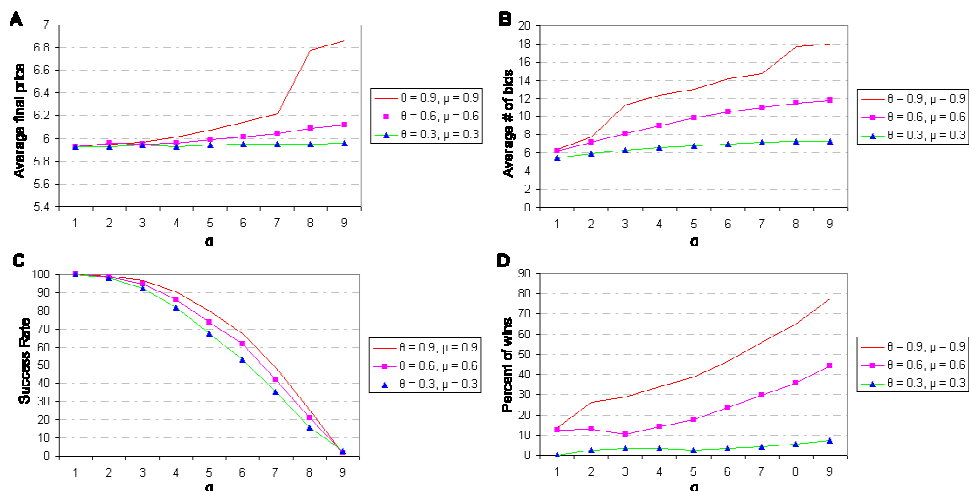 A
Average final price
7
6.8
6.6
6.4
6.2
6
5.8
5.6
5.4
1 2 3 4 5 6 7 8 9
α
θ = 0.9, μ = 0.9
θ = 0.6, μ = 0.6
θ = 0.3, μ = 0.3
B
Average # of bids
20
18
16
14
12
10
8
6
4
2
0
1 2 3 4 5 6 7 8 9
α
θ = 0.9, μ = 0.9
θ = 0.6, μ = 0.6
θ = 0.3, μ = 0.3
C
Success Rate
100
90
80
70
60
50
40
30
20
10
0
1 2 3 4 5 6 7 8 9
α
θ = 0.9, μ = 0.9
θ = 0.6, μ = 0.6
θ = 0.3, μ = 0.3
D
Percent of wins
90
80
70
60
50
40
30
20
10
0
1 2 3 4 5 6 7 8 9
α
θ = 0.9, μ = 0.9
θ = 0.6, μ = 0.6
θ = 0.3, μ = 0.3